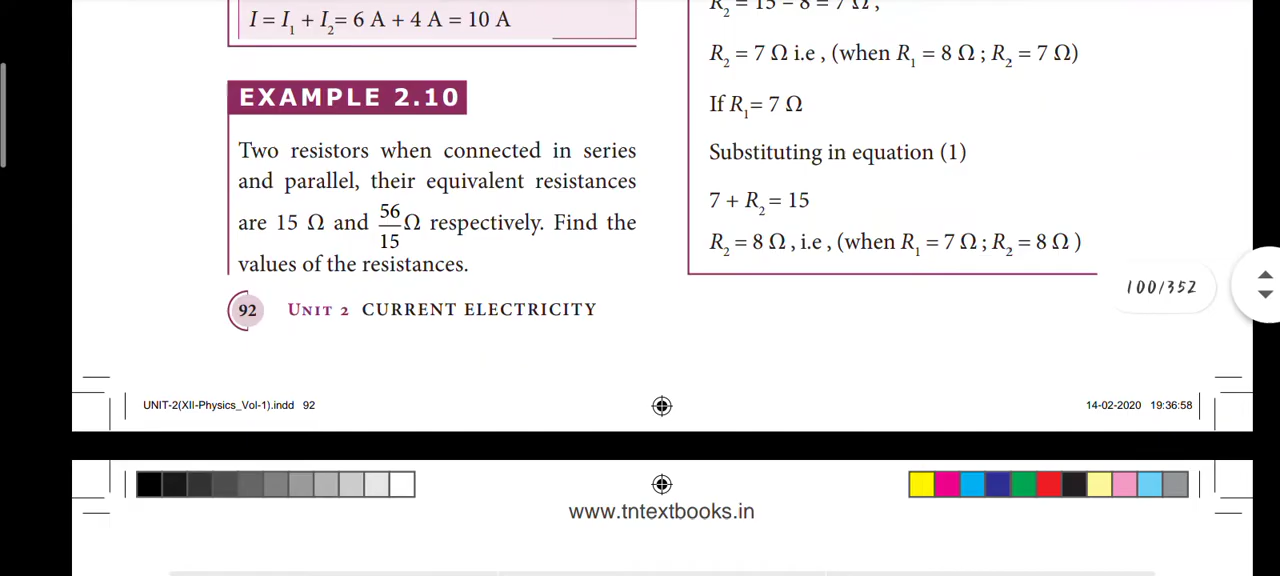 I = I₁ + I₂= 6 A + 4 A = 10 A
EXAMPLE 2.10
Two resistors when connected in series
and parallel, their equivalent resistances
are 15 Ω and 56/15 Ω respectively. Find the
values of the resistances.
R₂ = 15 – 8 = 7 Ω ,
R₂ = 7 Ω i.e , (when R₁ = 8 Ω ; R₂ = 7 Ω)
If R₁= 7 Ω
Substituting in equation (1)
7 + R₂ = 15
R₂ = 8 Ω , i.e , (when R₁ = 7 Ω ; R₂ = 8 Ω )
100/352
92 UNIT 2 CURRENT ELECTRICITY
UNIT-2(XII-Physics_Vol-1).indd 92
14-02-2020 19:36:58
www.tntextbooks.in